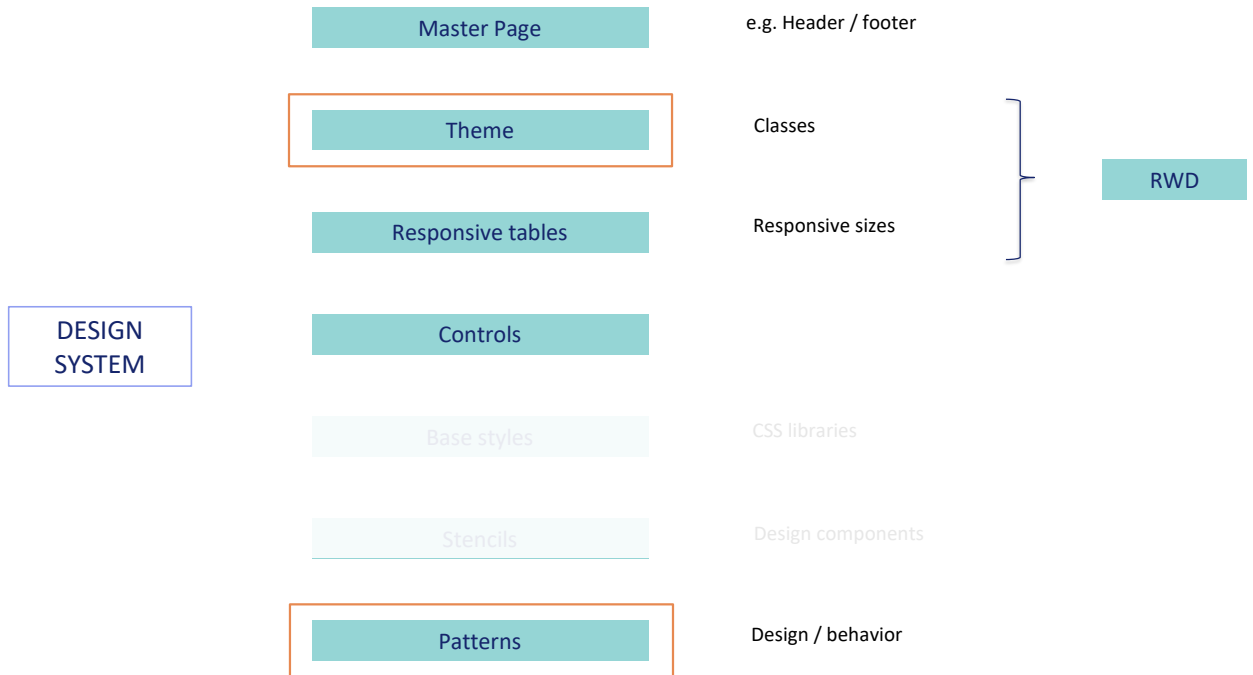 Master Page
e.g. Header / footer
Theme
Classes
RWD
Responsive tables
Responsive sizes
DESIGN
SYSTEM
Controls
Base styles
CSS libraries
Stencils
Design components
Patterns
Design / behavior